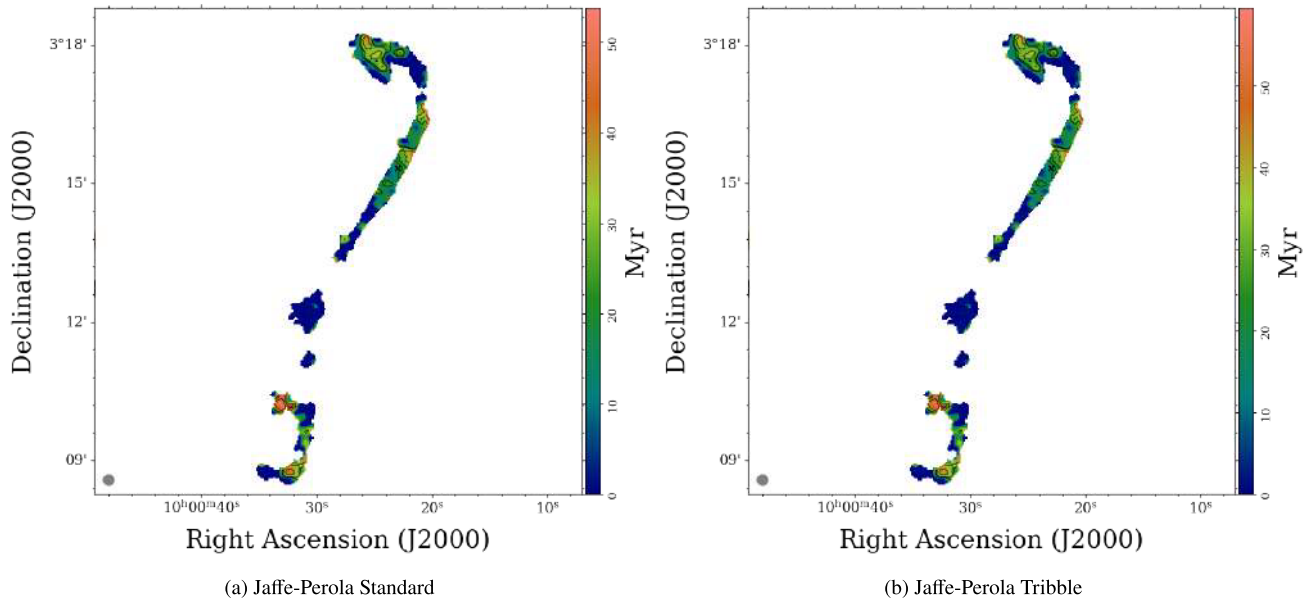 3°18'
15'
12'
09'
Declination (J2000)
10ʰ00ᵐ40ˢ
30ˢ
20ˢ
10ˢ
Right Ascension (J2000)
0
10
20
30
40
50
Myr
(a) Jaffe-Perola Standard
3°18'
15'
12'
09'
Declination (J2000)
10ʰ00ᵐ40ˢ
30ˢ
20ˢ
10ˢ
Right Ascension (J2000)
0
10
20
30
40
50
Myr
(b) Jaffe-Perola Tribble